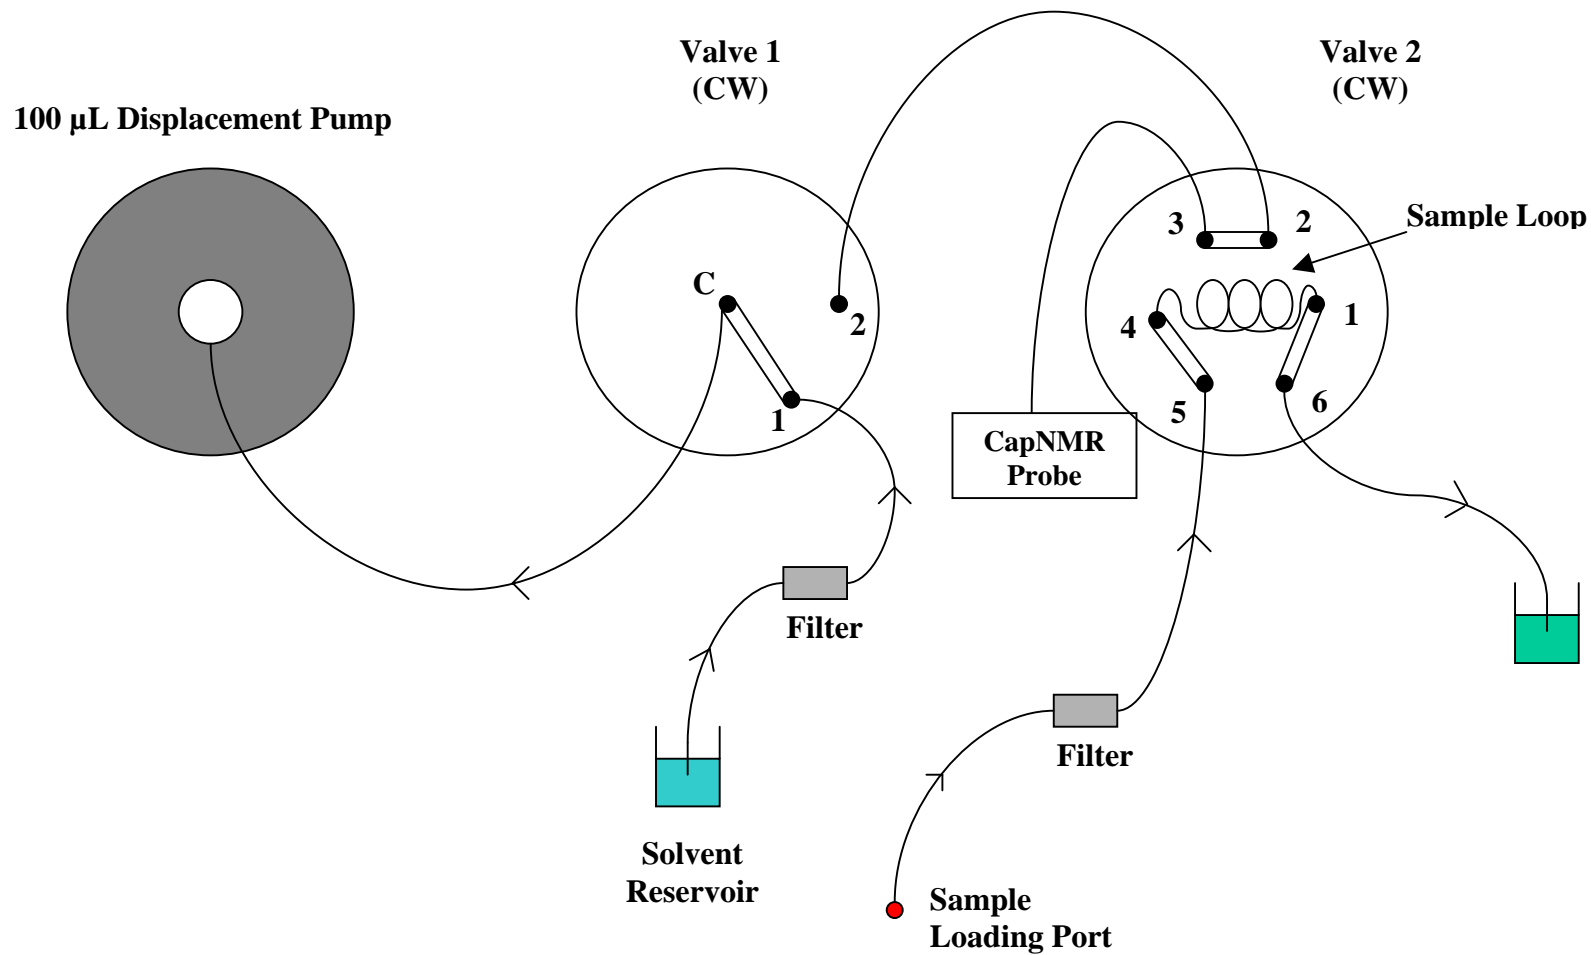 Valve 1
(CW)
Valve 2
(CW)
100 µL Displacement Pump
Sample Loop
3
2
C
2
4
1
1
5
6
CapNMR
Probe
Filter
Filter
Solvent
Reservoir
Sample
Loading Port